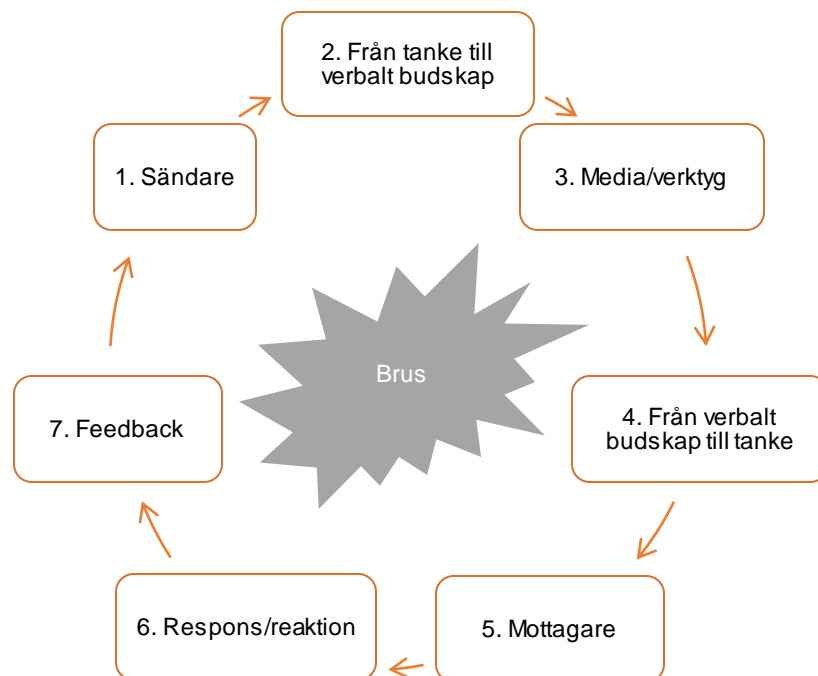 2. Från tanke till
verbalt budskap
1. Sändare
3. Media/verktyg
Brus
4. Från verbalt
budskap till tanke
7. Feedback
6. Respons/reaktion
5. Mottagare